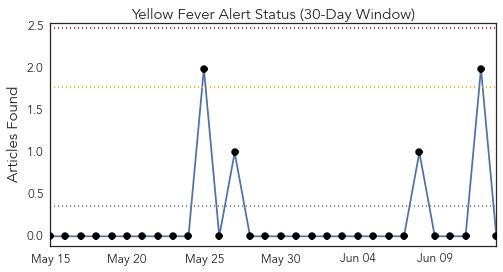 Yellow Fever Alert Status (30-Day Window)
2.5
2.0
1.5
1.0
0.5
0.0
Articles Found
May 15 May 20 May 25 May 30 Jun 04 Jun 09